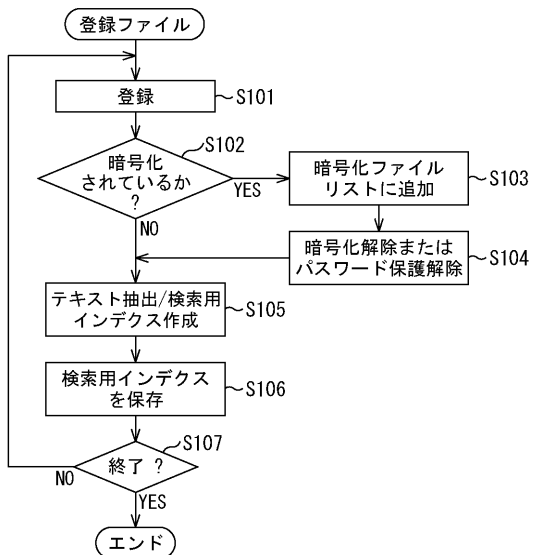 登録ファイル
登録
S101
S102
暗号化
されているか
?
YES
NO
暗号化ファイル
リストに追加
S103
暗号化解除または
パスワード保護解除
S104
テキスト抽出/検索用
インデクス作成
S105
検索用インデクス
を保存
S106
S107
終了 ?
NO
YES
エンド